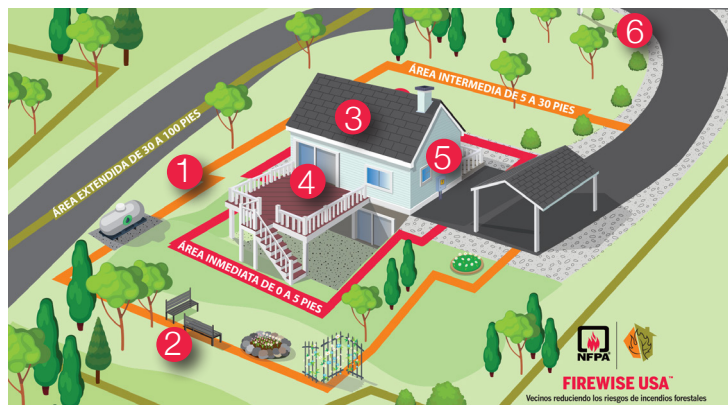 6
ÁREA INTERMEDIA DE 5 A 30 PIES
3
1
5
4
ÁREA EXTENDIDA DE 30 A 100 PIES
ÁREA INMEDIATA DE 0 A 5 PIES
2
NFPA
FIREWISE USA™
Vecinos reduciendo los riesgos de incendios forestales